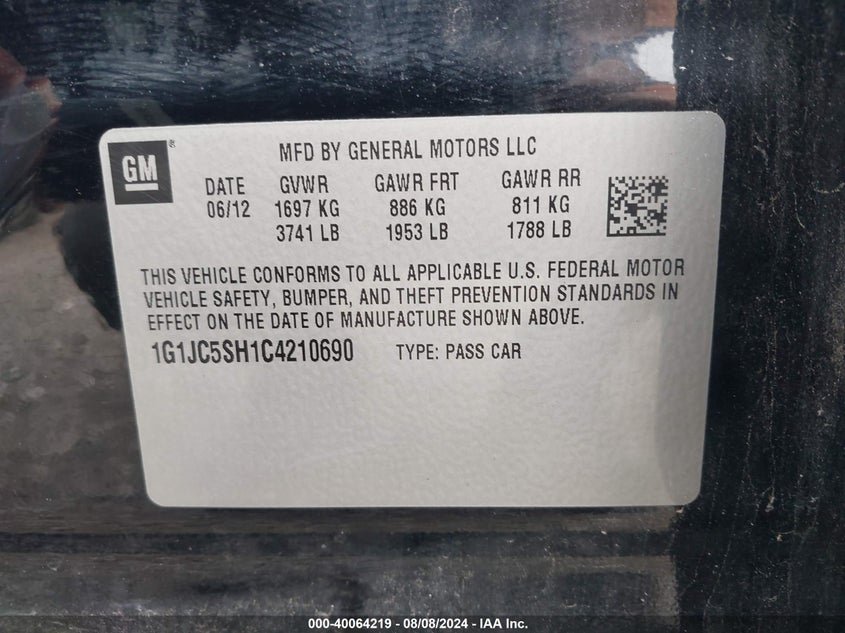 GM®
MFD BY GENERAL MOTORS LLC
DATE GVWR GAWR FRT GAWR RR
06/12 1697 KG 886 KG 811 KG
3741 LB 1953 LB 1788 LB
THIS VEHICLE CONFORMS TO ALL APPLICABLE U.S. FEDERAL MOTOR
VEHICLE SAFETY, BUMPER, AND THEFT PREVENTION STANDARDS IN
EFFECT ON THE DATE OF MANUFACTURE SHOWN ABOVE.
1G1JC5SH1C4210690 TYPE: PASS CAR
000-40064219 - 08/08/2024 - IAA Inc.